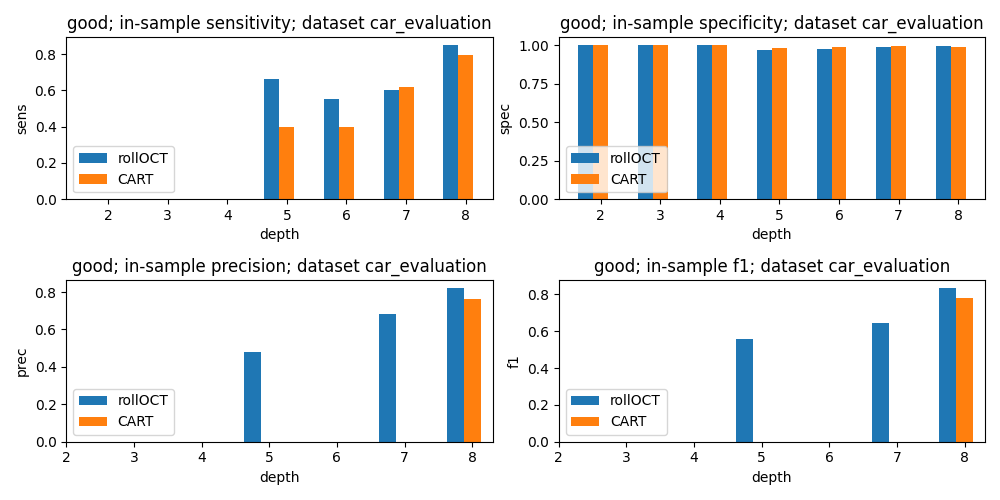 good; in-sample sensitivity; dataset car_evaluation
sens
0.8
0.6
0.4
0.2
0.0
rollOCT
CART
2 3 4 5 6 7 8
depth
good; in-sample specificity; dataset car_evaluation
spec
1.00
0.75
0.50
0.25
0.00
rollOCT
CART
2 3 4 5 6 7 8
depth
good; in-sample precision; dataset car_evaluation
prec
0.8
0.6
0.4
0.2
0.0
rollOCT
CART
2 3 4 5 6 7 8
depth
good; in-sample f1; dataset car_evaluation
f1
0.8
0.6
0.4
0.2
0.0
rollOCT
CART
2 3 4 5 6 7 8
depth